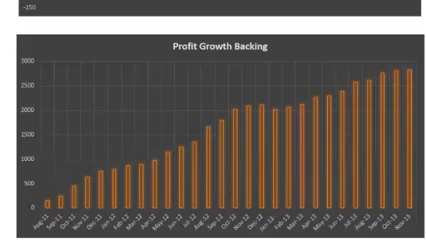 -150
Profit Growth Backing
3000
2500
2000
1500
1000
500
0
Aug-11
Sep-11
Oct-11
Nov-11
Dec-11
Jan-12
Feb-12
Mar-12
Apr-12
May-12
Jun-12
Jul-12
Aug 12
Sep-12
Oct-12
Nov-12
Dec-12
Jan-13
Feb-13
Mar-13
Apr-13
May-13
Jun-13
Jul-13
Aug-13
Sep-13
Oct-13
Nov-13